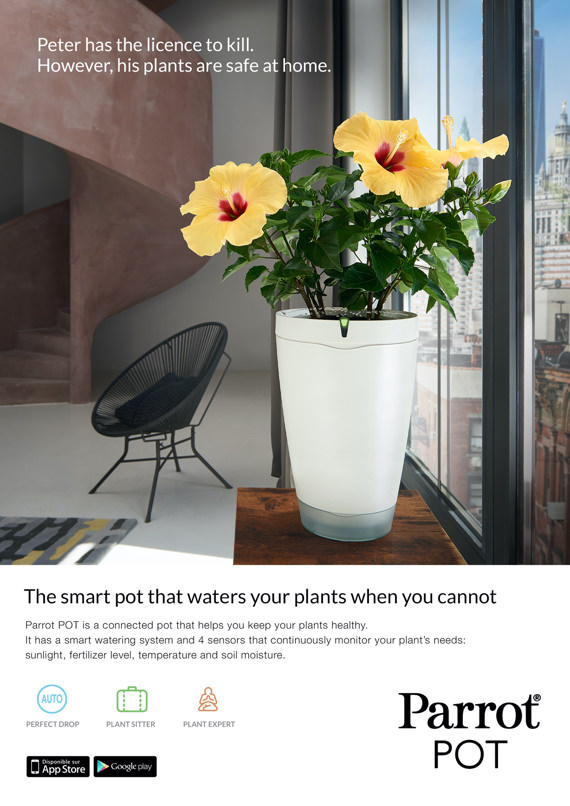 Peter has the licence to kill.
However, his plants are safe at home.
The smart pot that waters your plants when you cannot
Parrot POT is a connected pot that helps you keep your plants healthy.
It has a smart watering system and 4 sensors that continuously monitor your plant's needs:
sunlight, fertilizer level, temperature and soil moisture.
AUTO
PERFECT DROP
PLANT SITTER
PLANT EXPERT
Parrot®
POT
Disponible sur
App Store
Google play